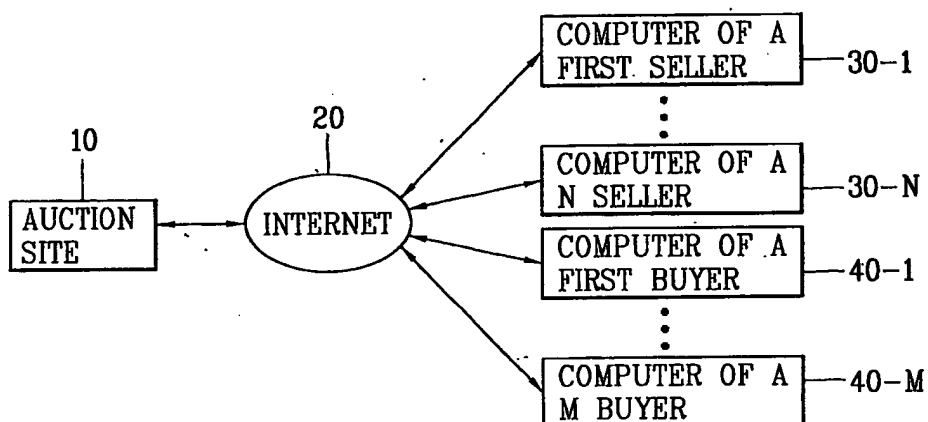 COMPUTER OF A
FIRST SELLER
30-1
10
20
COMPUTER OF A
N SELLER
30-N
AUCTION
SITE
INTERNET
COMPUTER OF A
FIRST BUYER
40-1
COMPUTER OF A
M BUYER
40-M